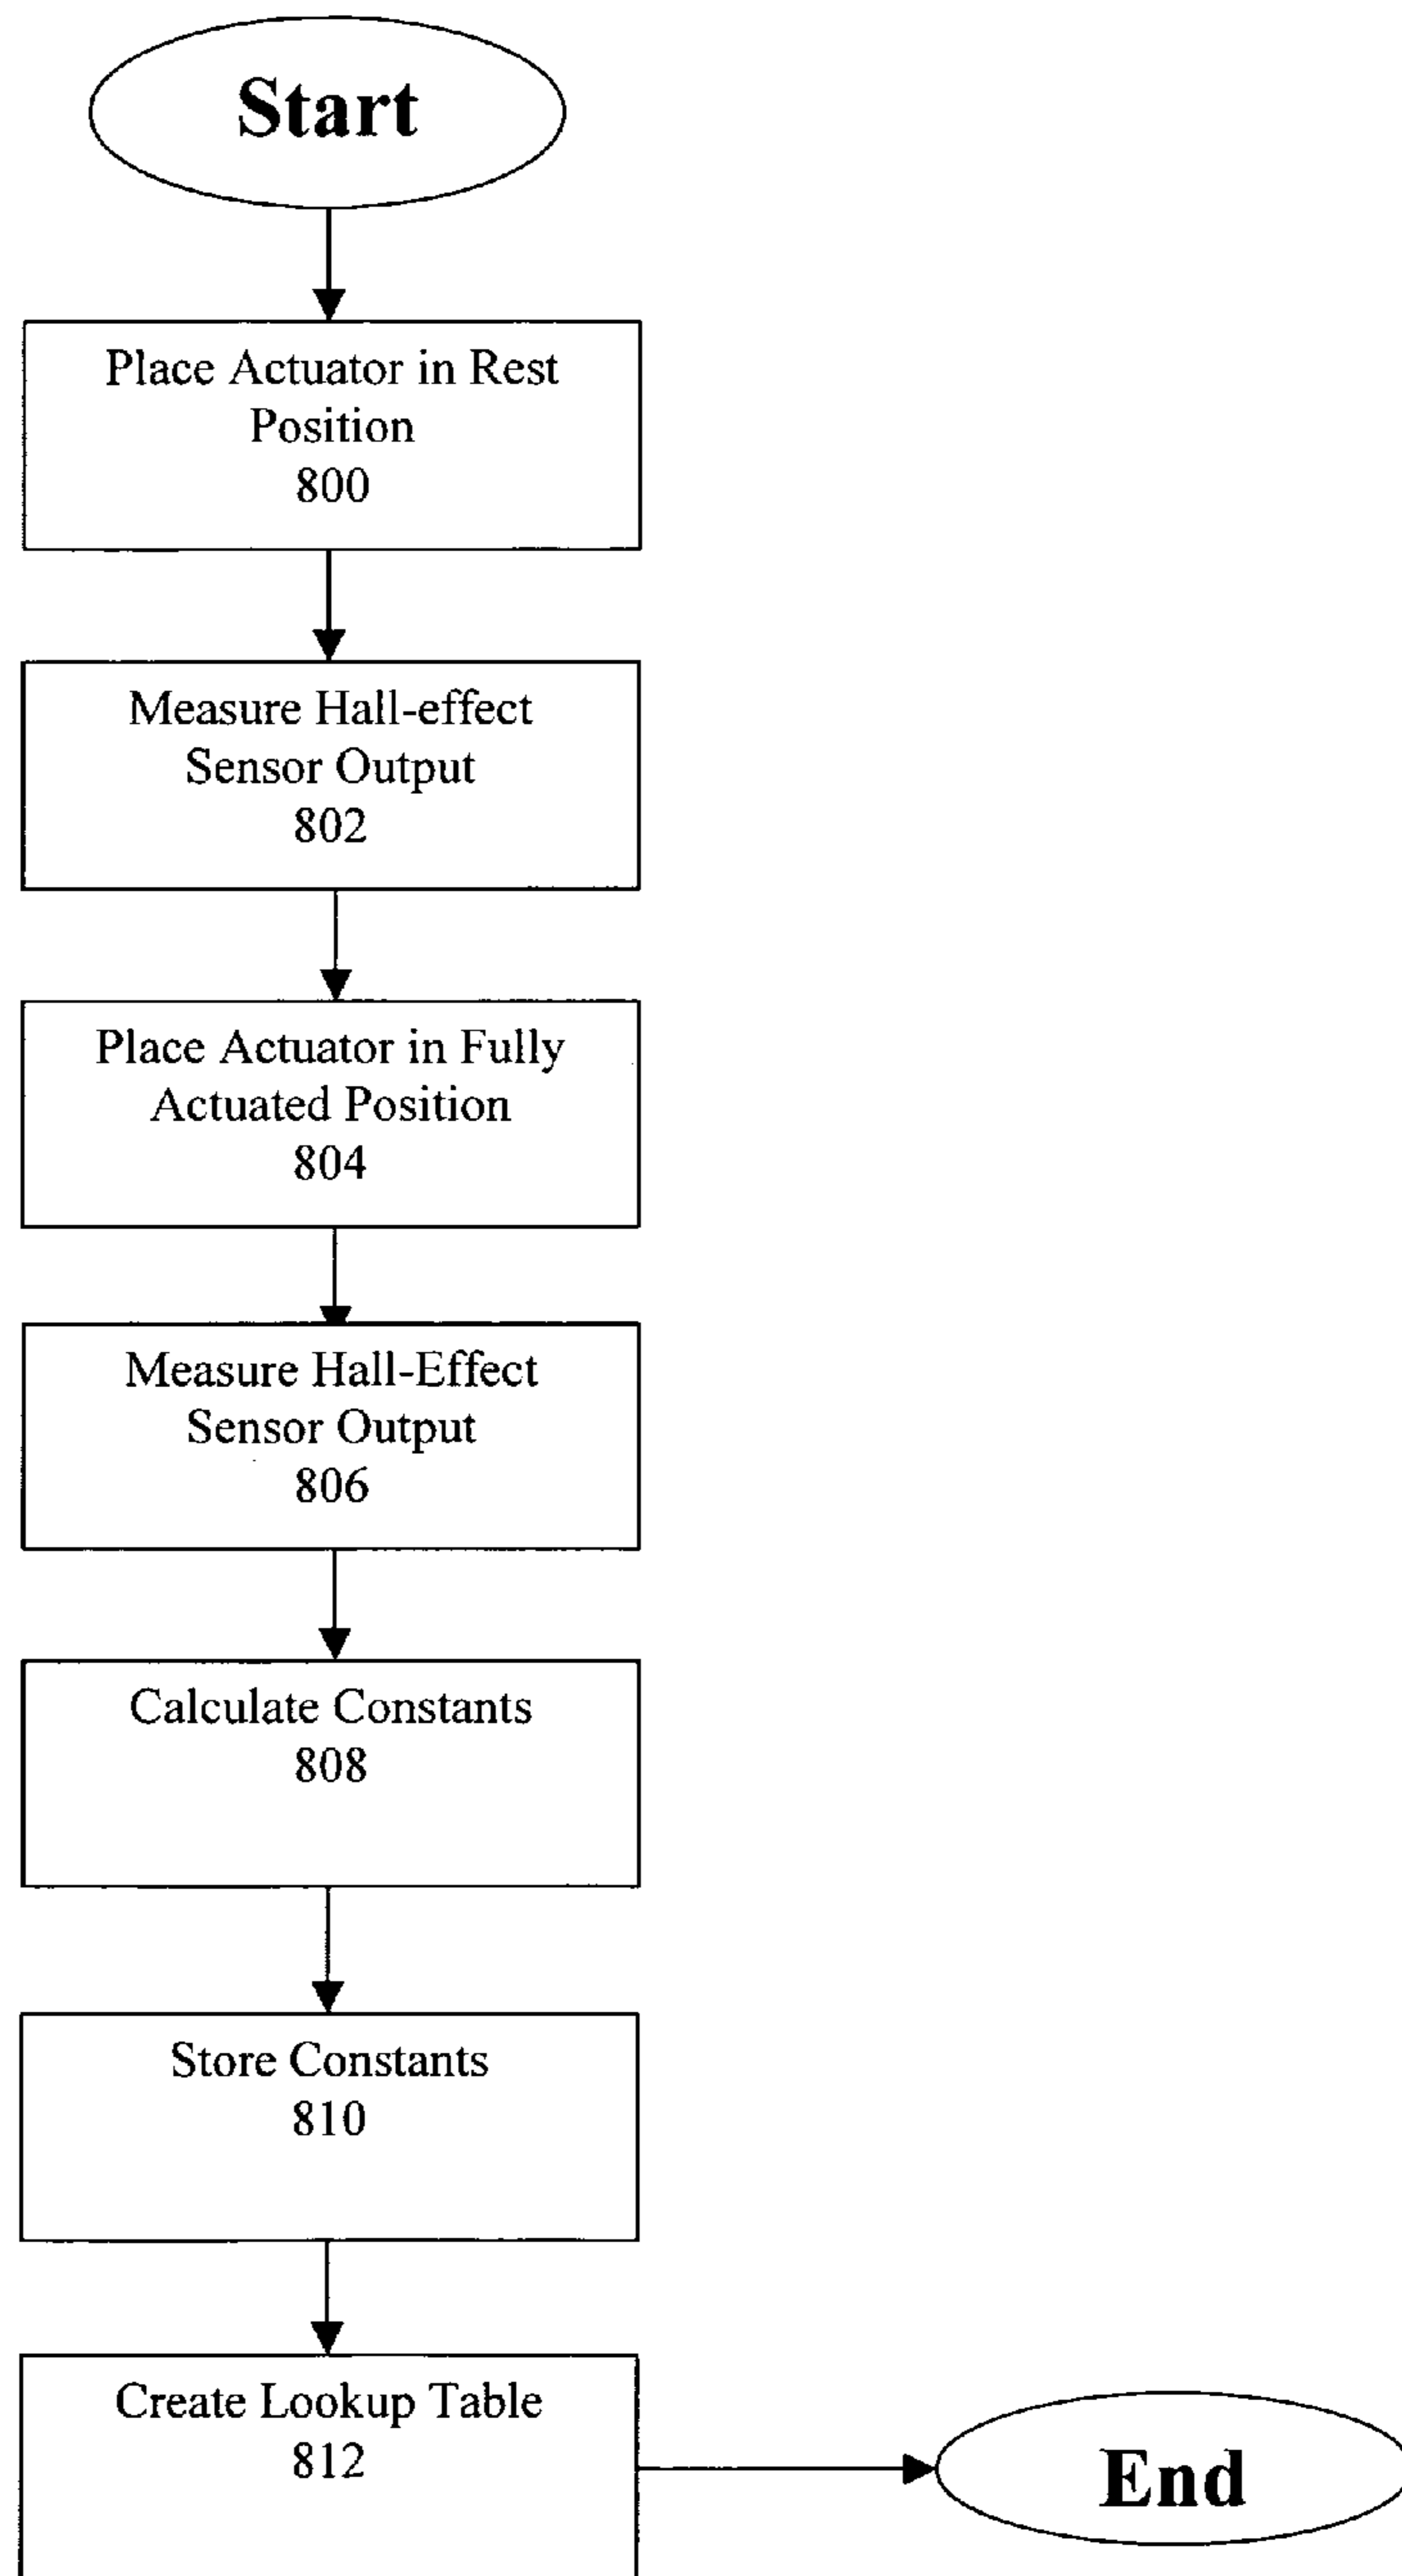 Start
Place Actuator in Rest
Position
800
Measure Hall-effect
Sensor Output
802
Place Actuator in Fully
Actuated Position
804
Measure Hall-Effect
Sensor Output
806
Calculate Constants
808
Store Constants
810
Create Lookup Table
812
End